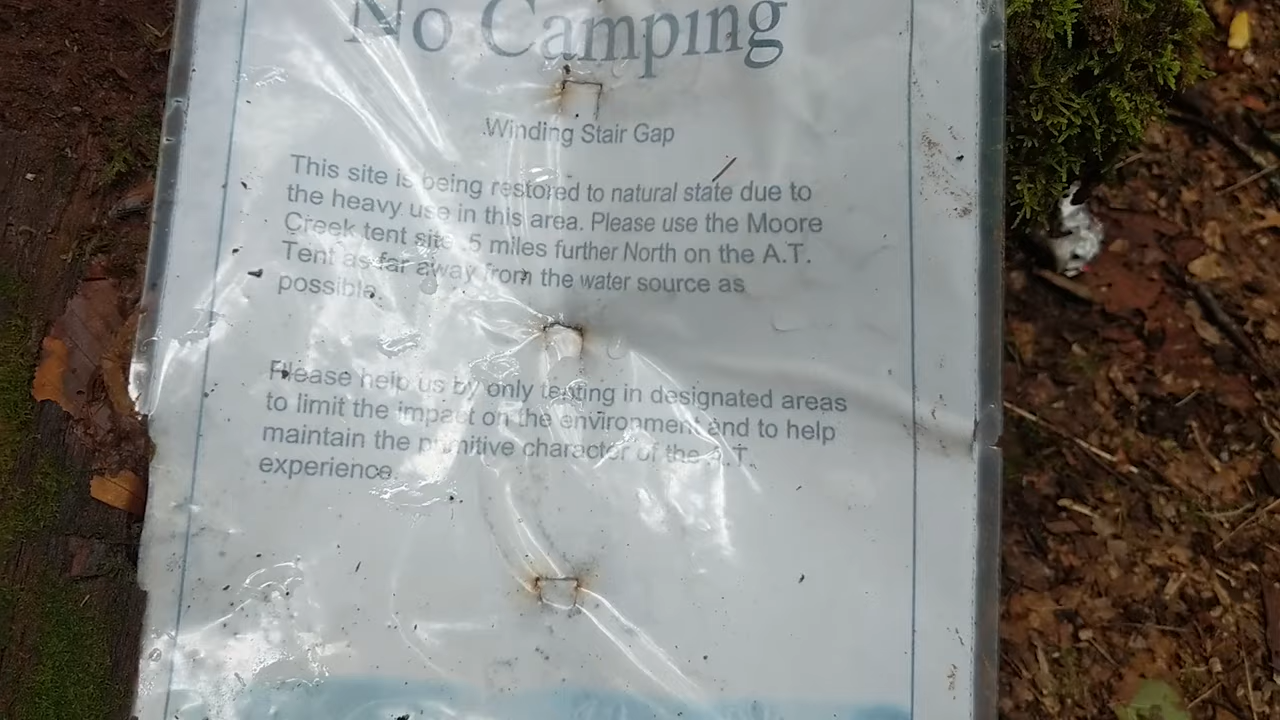 No Camping
Winding Stair Gap
This site is being restored to natural state due to
the heavy use in this area. Please use the Moore
Creek tent site .5 miles further North on the A.T.
Tent as far away from the water source as
possible.
Please help us by only tenting in designated areas
to limit the impact on the environment and to help
maintain the primitive character of the A.T.
experience.